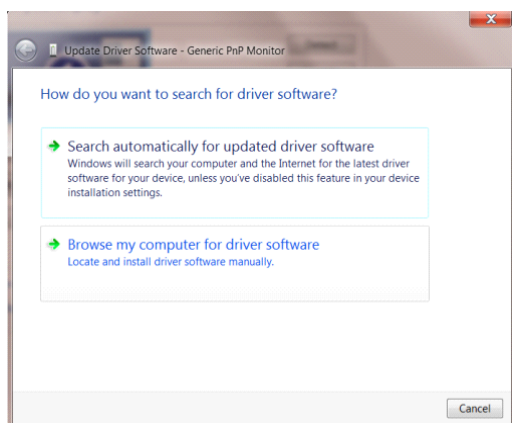 Update Driver Software - Generic PnP Monitor
How do you want to search for driver software?
Search automatically for updated driver software
Windows will search your computer and the Internet for the latest driver
software for your device, unless you've disabled this feature in your device
installation settings.
Browse my computer for driver software
Locate and install driver software manually.
Cancel